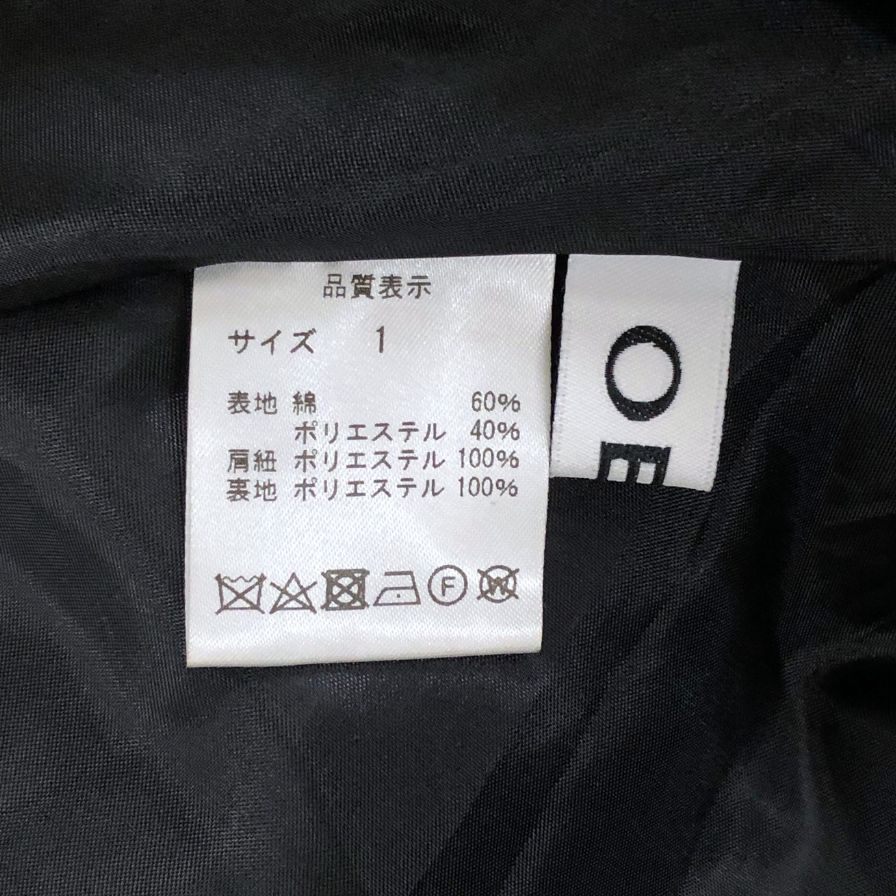 品質表示
サイズ 1
表地 綿 60%
ポリエステル 40%
肩紐 ポリエステル 100%
裏地 ポリエステル 100%
F W
OE